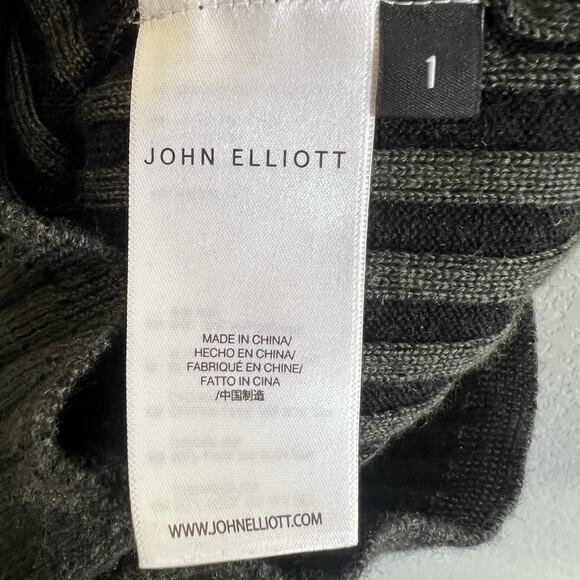 1
JOHN ELLIOTT
MADE IN CHINA/
HECHO EN CHINA/
FABRIQUÉ EN CHINE/
FATTO IN CINA
/中国制造
WWW.JOHNELLIOTT.COM